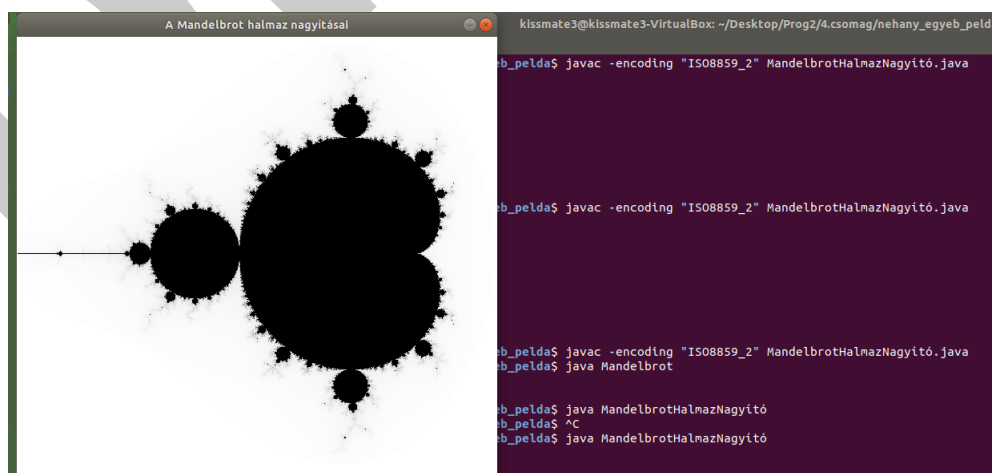 A Mandelbrot halmaz nagyításai
kissmate3@kissmate3-VirtualBox: ~/Desktop/Prog2/4.csomag/nehany_egyeb_peld
eb_pelda$ javac -encoding "ISO8859_2" MandelbrotHalmazNagyító.java
eb_pelda$ javac -encoding "ISO8859_2" MandelbrotHalmazNagyító.java
eb_pelda$ javac -encoding "ISO8859_2" MandelbrotHalmazNagyító.java
eb_pelda$ java Mandelbrot
eb_pelda$ java MandelbrotHalmazNagyító
eb_pelda$ ^C
eb_pelda$ java MandelbrotHalmazNagyító